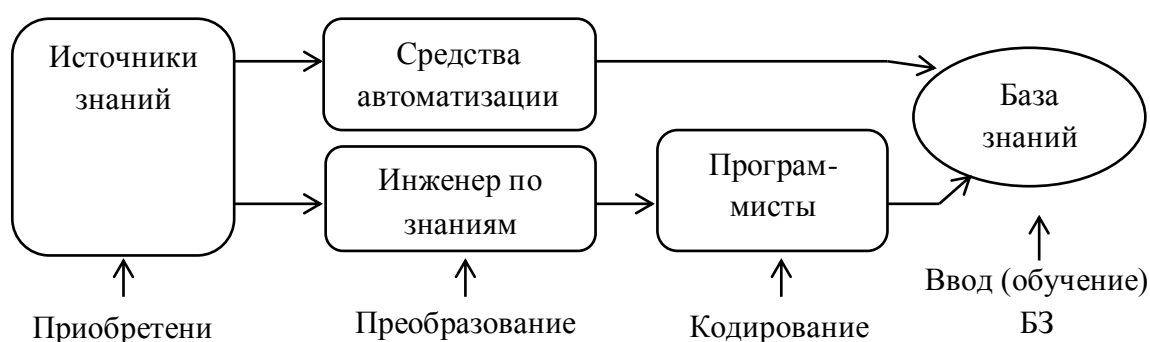 Источники
знаний
Средства
автоматизации
База
знаний
Инженер по
знаниям
Програм-
мисты
Приобретени
Преобразование
Кодирование
Ввод (обучение)
БЗ